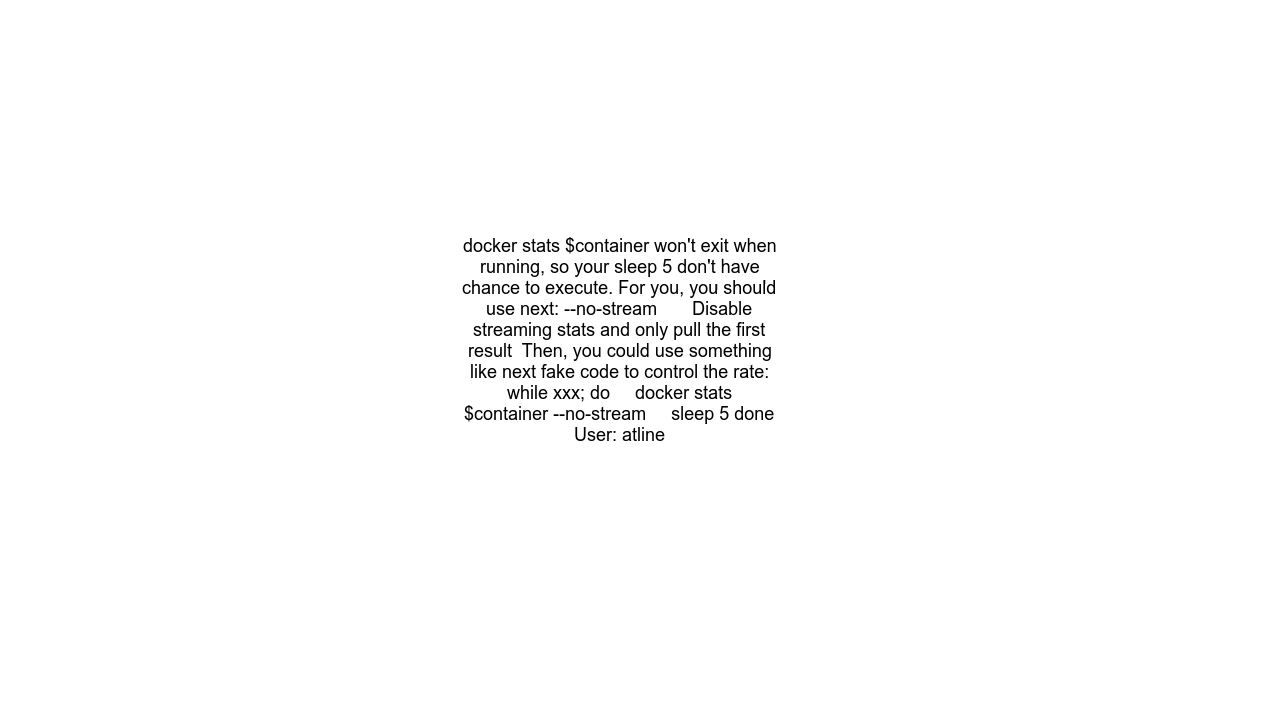 docker stats $container won't exit when
running, so your sleep 5 don't have
chance to execute. For you, you should
use next: --no-stream       Disable
streaming stats and only pull the first
result  Then, you could use something
like next fake code to control the rate:
while xxx; do     docker stats
$container --no-stream     sleep 5 done
User: atline